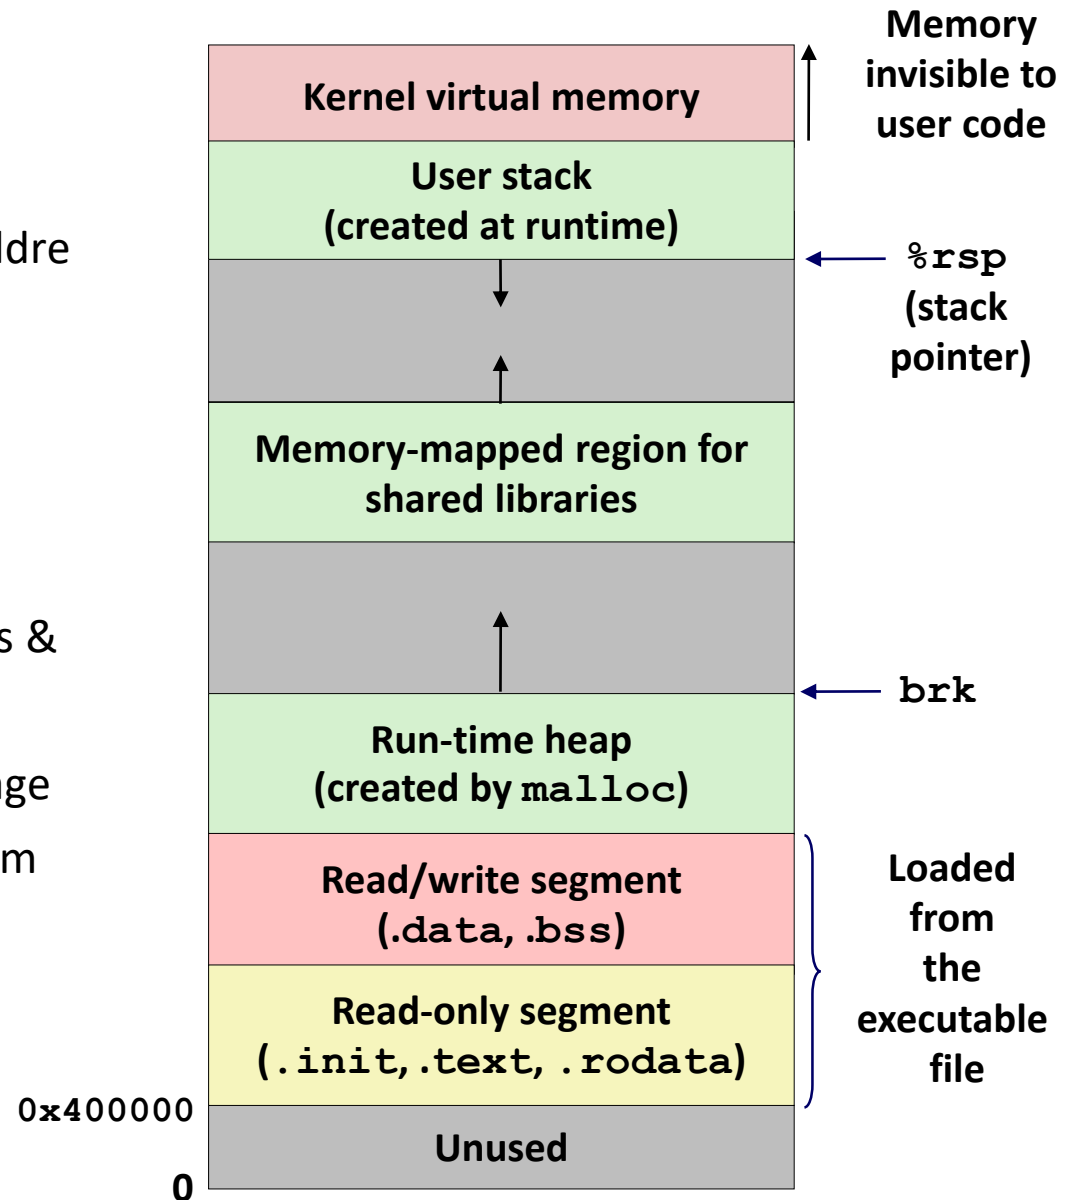 Memory
invisible to
user code
Kernel virtual memory
User stack
(created at runtime)
ddre
%rsp
(stack
pointer)
Memory-mapped region for
shared libraries
s &
brk
Run-time heap
(created by malloc)
ge
m
Read/write segment
(.data, .bss)
Loaded
from
the
executable
file
Read-only segment
(.init, .text, .rodata)
0x400000
Unused
0